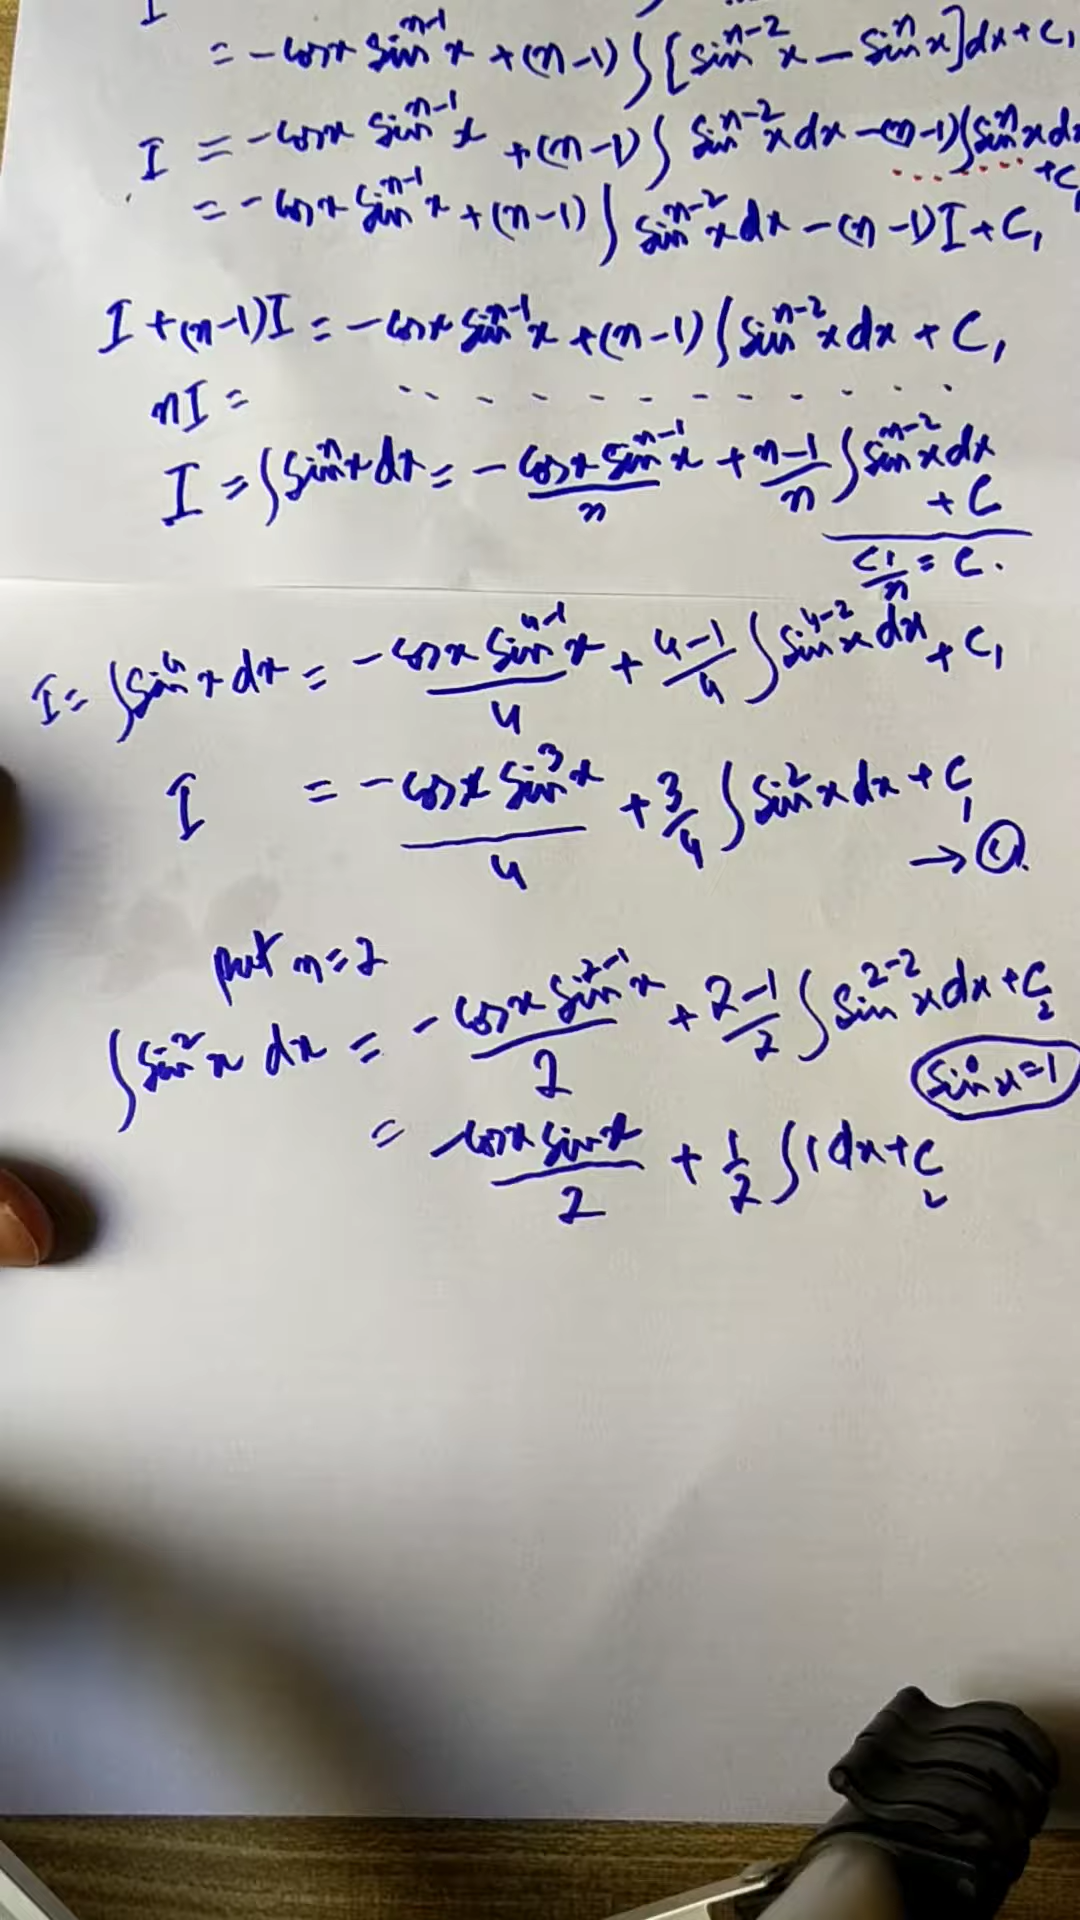 I
= -cosx sin^{n-1}x + (n-1) ∫ [sin^{n-2}x - sin^n x] dx + C₁
I = -cosx sin^{n-1}x + (n-1) ∫ sin^{n-2}x dx - (n-1) ∫ sin^n x dx + C₁
= -cosx sin^{n-1}x + (n-1) ∫ sin^{n-2}x dx - (n-1) I + C₁
I + (n-1)I = -cosx sin^{n-1}x + (n-1) ∫ sin^{n-2}x dx + C₁
nI =
I = ∫ sin^n x dx = -cosx sin^{n-1}x / n + (n-1)/n ∫ sin^{n-2}x dx + C
C₁/n = C.
I = ∫ sin^4 x dx = -cosx sin^{4-1}x / 4 + (4-1)/4 ∫ sin^{4-2}x dx + C₁
I = -cosx sin^3 x / 4 + 3/4 ∫ sin^2 x dx + C₁ →
put n = 2
∫ sin^2 x dx = -cosx sin^{2-1}x / 2 + (2-1)/2 ∫ sin^{2-2}x dx + C₂
sin^0 x = 1
= -cosx sinx / 2 + 1/2 ∫ 1 dx + C₂